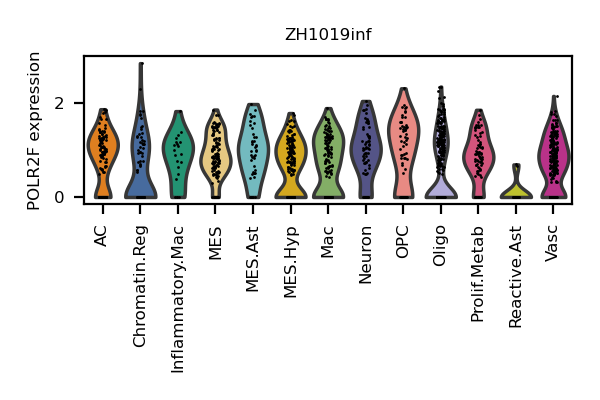 ZH1019inf
POLR2F expression
2
0
AC
Chromatin.Reg
Inflammatory.Mac
MES
MES.Ast
MES.Hyp
Mac
Neuron
OPC
Oligo
Prolif.Metab
Reactive.Ast
Vasc